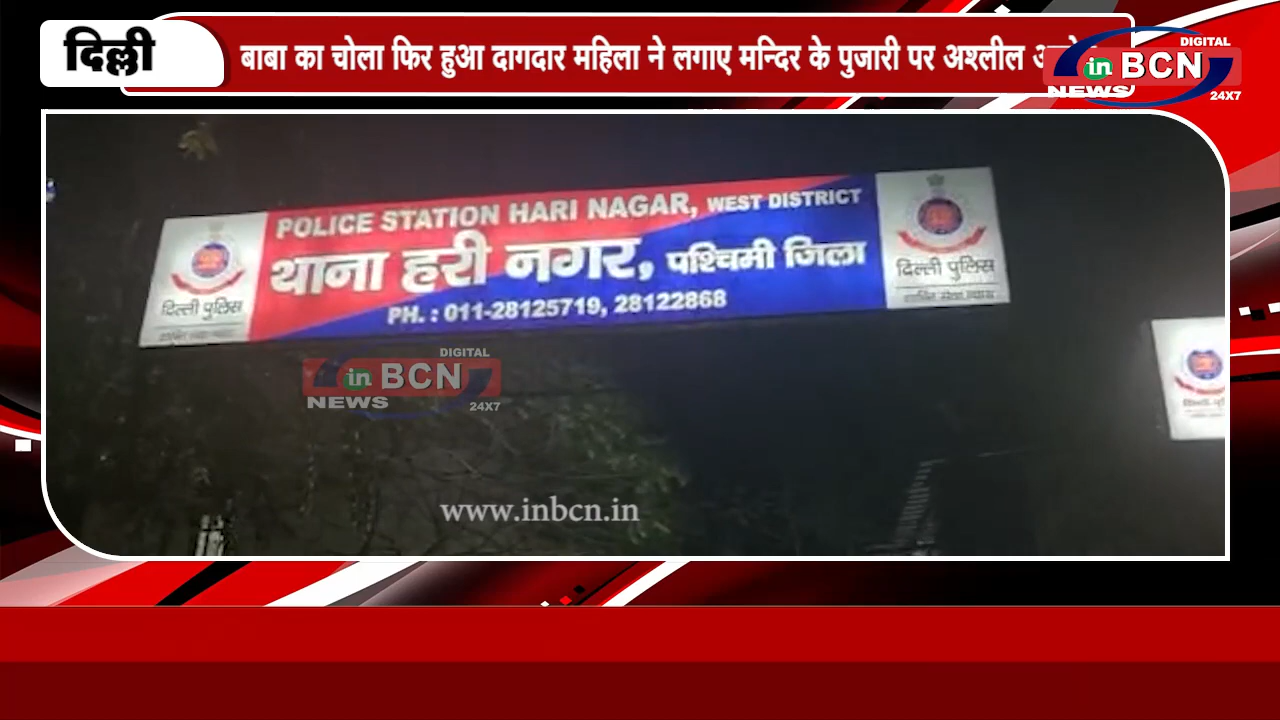 दिल्ली
बाबा का चोला फिर हुआ दागदार महिला ने लगाए मन्दिर के पुजारी पर अश्लील
DIGITAL
in BCN
NEWS
24X7
POLICE STATION HARI NAGAR, WEST DISTRICT
थाना हरी नगर, पश्चिमी जिला
PH. : 011-28125719, 28122868
दिल्ली पुलिस
दिल्ली पुलिस
DIGITAL
in BCN
NEWS
24X7
www.inbcn.in